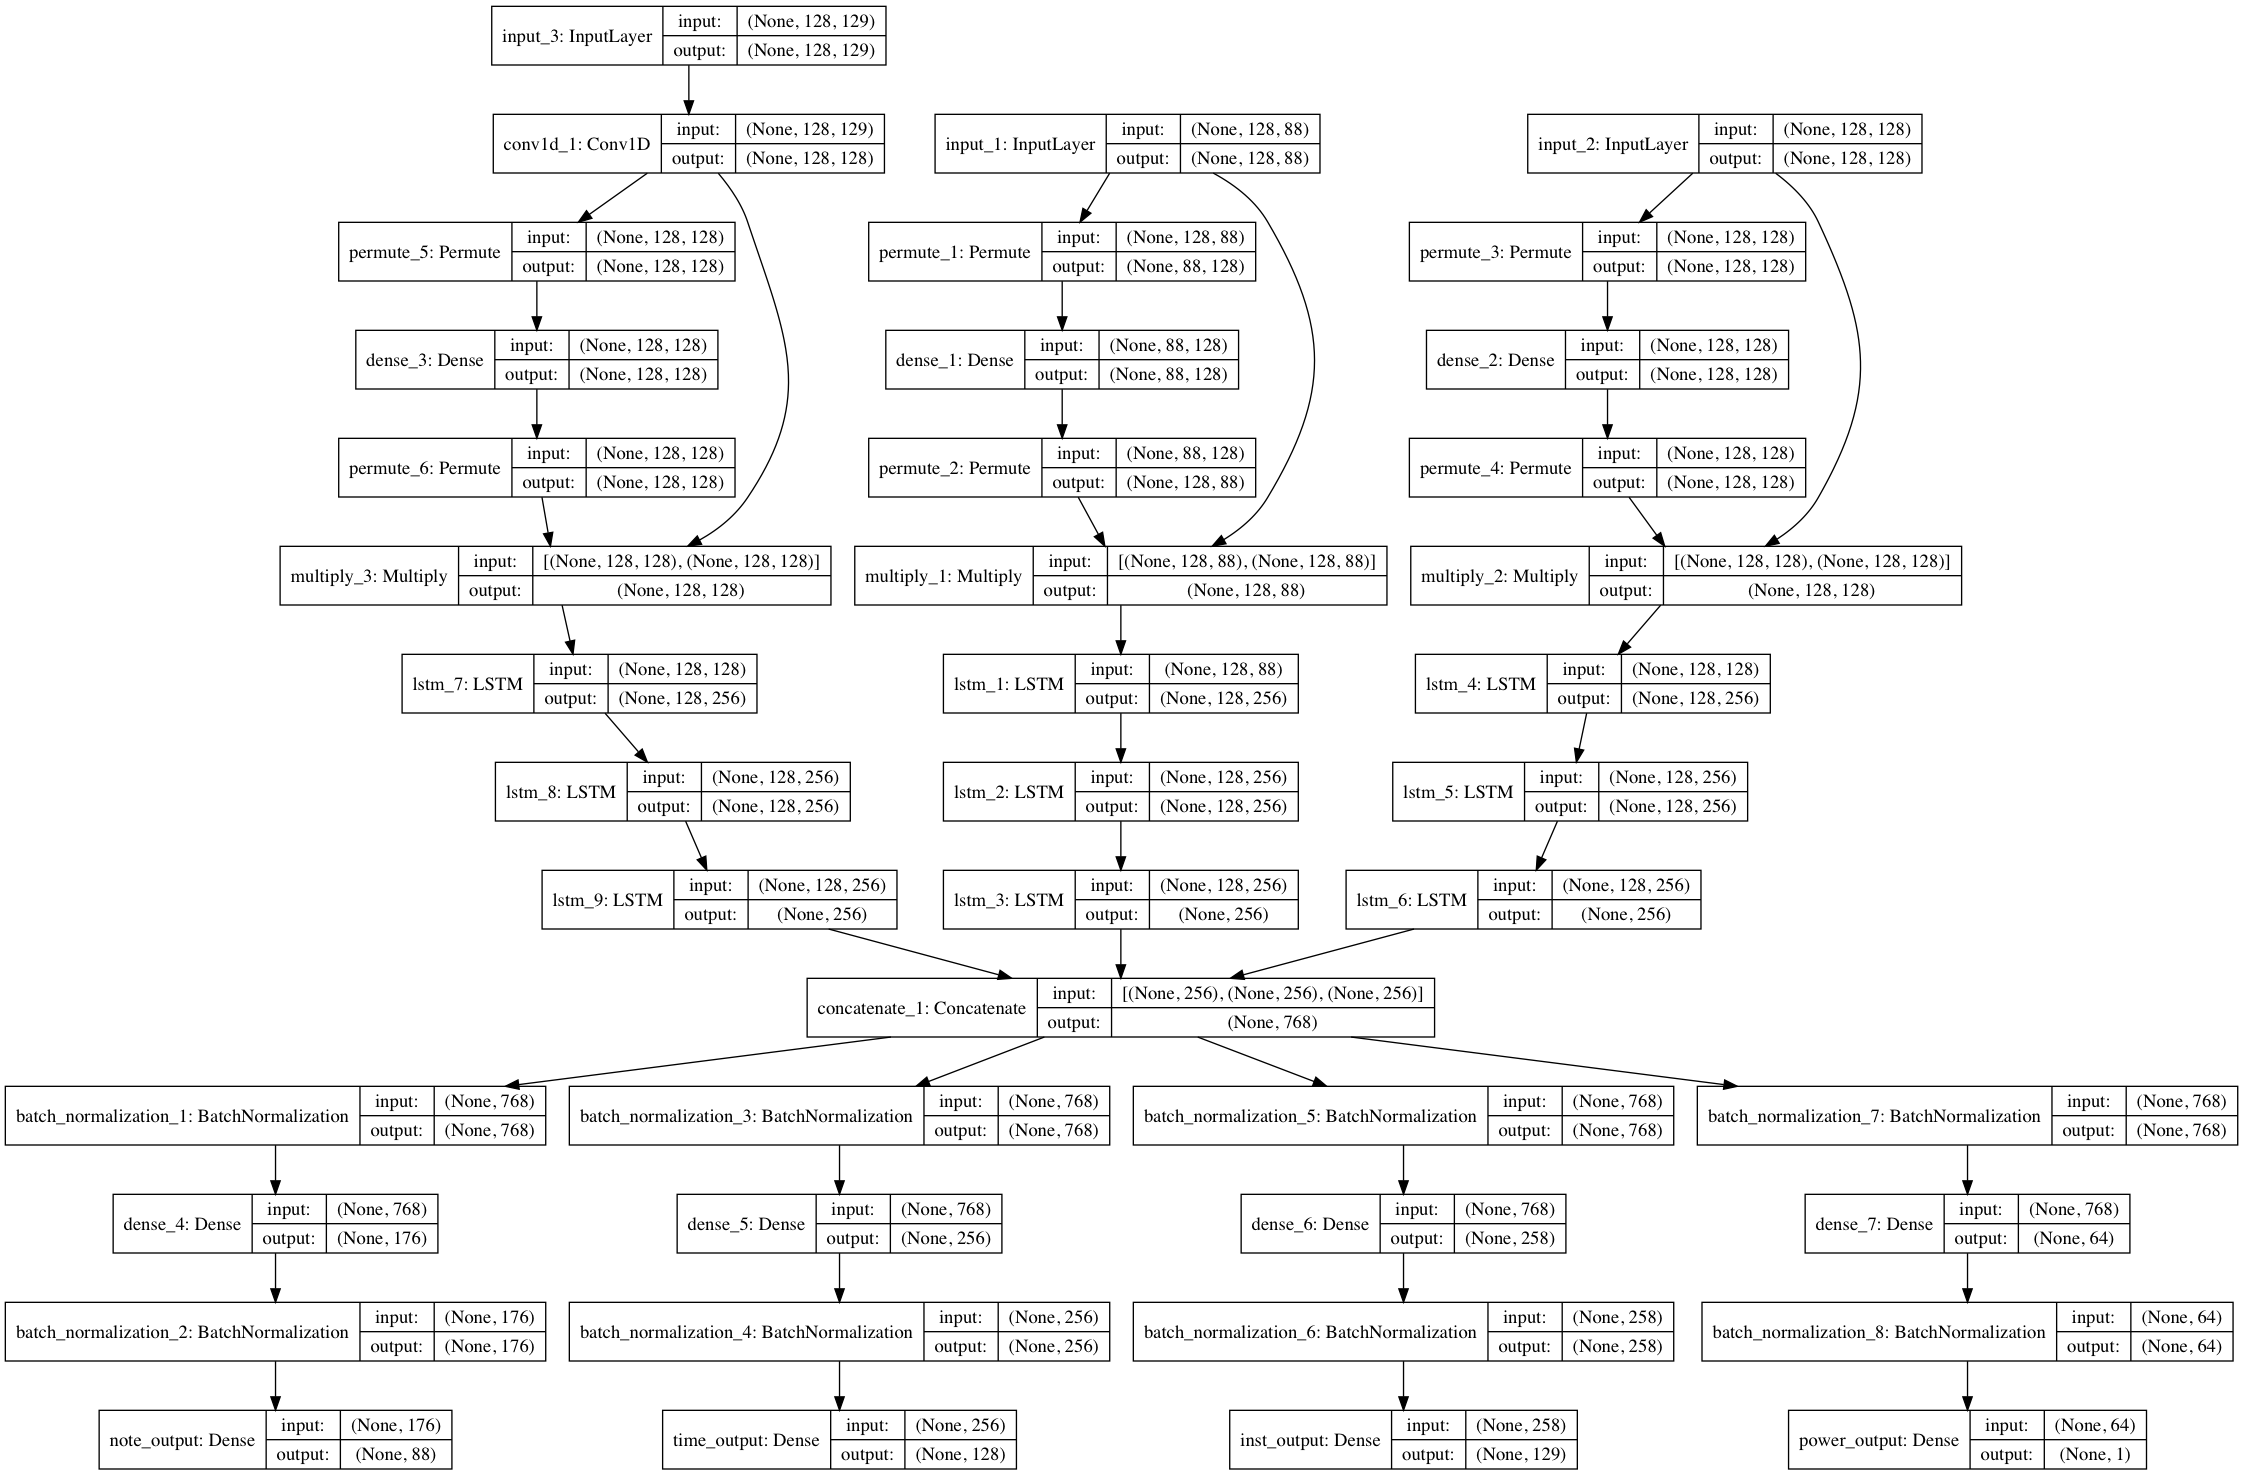 input_3: InputLayer
input: (None, 128, 129)
output: (None, 128, 129)
conv1d_1: Conv1D
input: (None, 128, 129)
output: (None, 128, 128)
input_1: InputLayer
input: (None, 128, 88)
output: (None, 128, 88)
input_2: InputLayer
input: (None, 128, 128)
output: (None, 128, 128)
permute_5: Permute
input: (None, 128, 128)
output: (None, 128, 128)
permute_1: Permute
input: (None, 128, 88)
output: (None, 88, 128)
permute_3: Permute
input: (None, 128, 128)
output: (None, 128, 128)
dense_3: Dense
input: (None, 128, 128)
output: (None, 128, 128)
dense_1: Dense
input: (None, 88, 128)
output: (None, 88, 128)
dense_2: Dense
input: (None, 128, 128)
output: (None, 128, 128)
permute_6: Permute
input: (None, 128, 128)
output: (None, 128, 128)
permute_2: Permute
input: (None, 88, 128)
output: (None, 128, 88)
permute_4: Permute
input: (None, 128, 128)
output: (None, 128, 128)
multiply_3: Multiply
input: [(None, 128, 128), (None, 128, 128)]
output: (None, 128, 128)
multiply_1: Multiply
input: [(None, 128, 88), (None, 128, 88)]
output: (None, 128, 88)
multiply_2: Multiply
input: [(None, 128, 128), (None, 128, 128)]
output: (None, 128, 128)
lstm_7: LSTM
input: (None, 128, 128)
output: (None, 128, 256)
lstm_1: LSTM
input: (None, 128, 88)
output: (None, 128, 256)
lstm_4: LSTM
input: (None, 128, 128)
output: (None, 128, 256)
lstm_8: LSTM
input: (None, 128, 256)
output: (None, 128, 256)
lstm_2: LSTM
input: (None, 128, 256)
output: (None, 128, 256)
lstm_5: LSTM
input: (None, 128, 256)
output: (None, 128, 256)
lstm_9: LSTM
input: (None, 128, 256)
output: (None, 256)
lstm_3: LSTM
input: (None, 128, 256)
output: (None, 256)
lstm_6: LSTM
input: (None, 128, 256)
output: (None, 256)
concatenate_1: Concatenate
input: [(None, 256), (None, 256), (None, 256)]
output: (None, 768)
batch_normalization_1: BatchNormalization
input: (None, 768)
output: (None, 768)
batch_normalization_3: BatchNormalization
input: (None, 768)
output: (None, 768)
batch_normalization_5: BatchNormalization
input: (None, 768)
output: (None, 768)
batch_normalization_7: BatchNormalization
input: (None, 768)
output: (None, 768)
dense_4: Dense
input: (None, 768)
output: (None, 176)
dense_5: Dense
input: (None, 768)
output: (None, 256)
dense_6: Dense
input: (None, 768)
output: (None, 258)
dense_7: Dense
input: (None, 768)
output: (None, 64)
batch_normalization_2: BatchNormalization
input: (None, 176)
output: (None, 176)
batch_normalization_4: BatchNormalization
input: (None, 256)
output: (None, 256)
batch_normalization_6: BatchNormalization
input: (None, 258)
output: (None, 258)
batch_normalization_8: BatchNormalization
input: (None, 64)
output: (None, 64)
note_output: Dense
input: (None, 176)
output: (None, 88)
time_output: Dense
input: (None, 256)
output: (None, 128)
inst_output: Dense
input: (None, 258)
output: (None, 129)
power_output: Dense
input: (None, 64)
output: (None, 1)